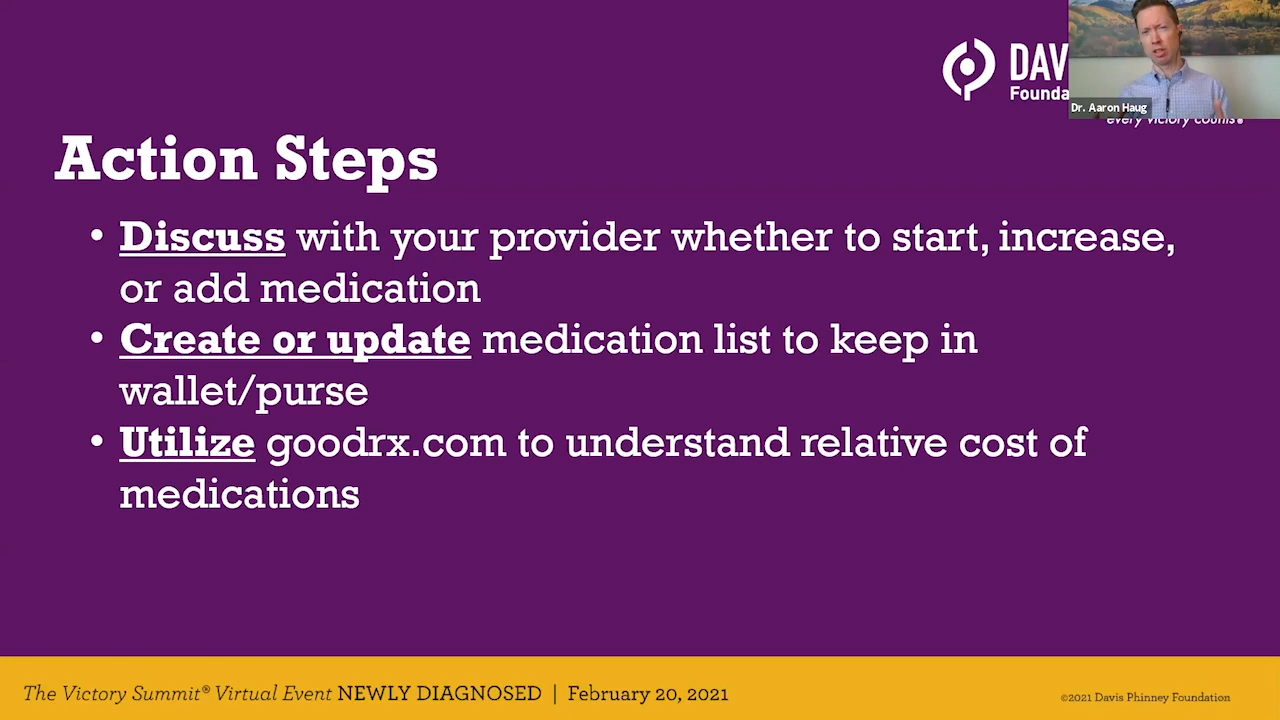 DAV
Founda
Dr. Aaron Haug
every victory counts®
Action Steps
• Discuss with your provider whether to start, increase,
or add medication
• Create or update medication list to keep in
wallet/purse
• Utilize goodrx.com to understand relative cost of
medications
The Victory Summit® Virtual Event NEWLY DIAGNOSED | February 20, 2021
©2021 Davis Phinney Foundation